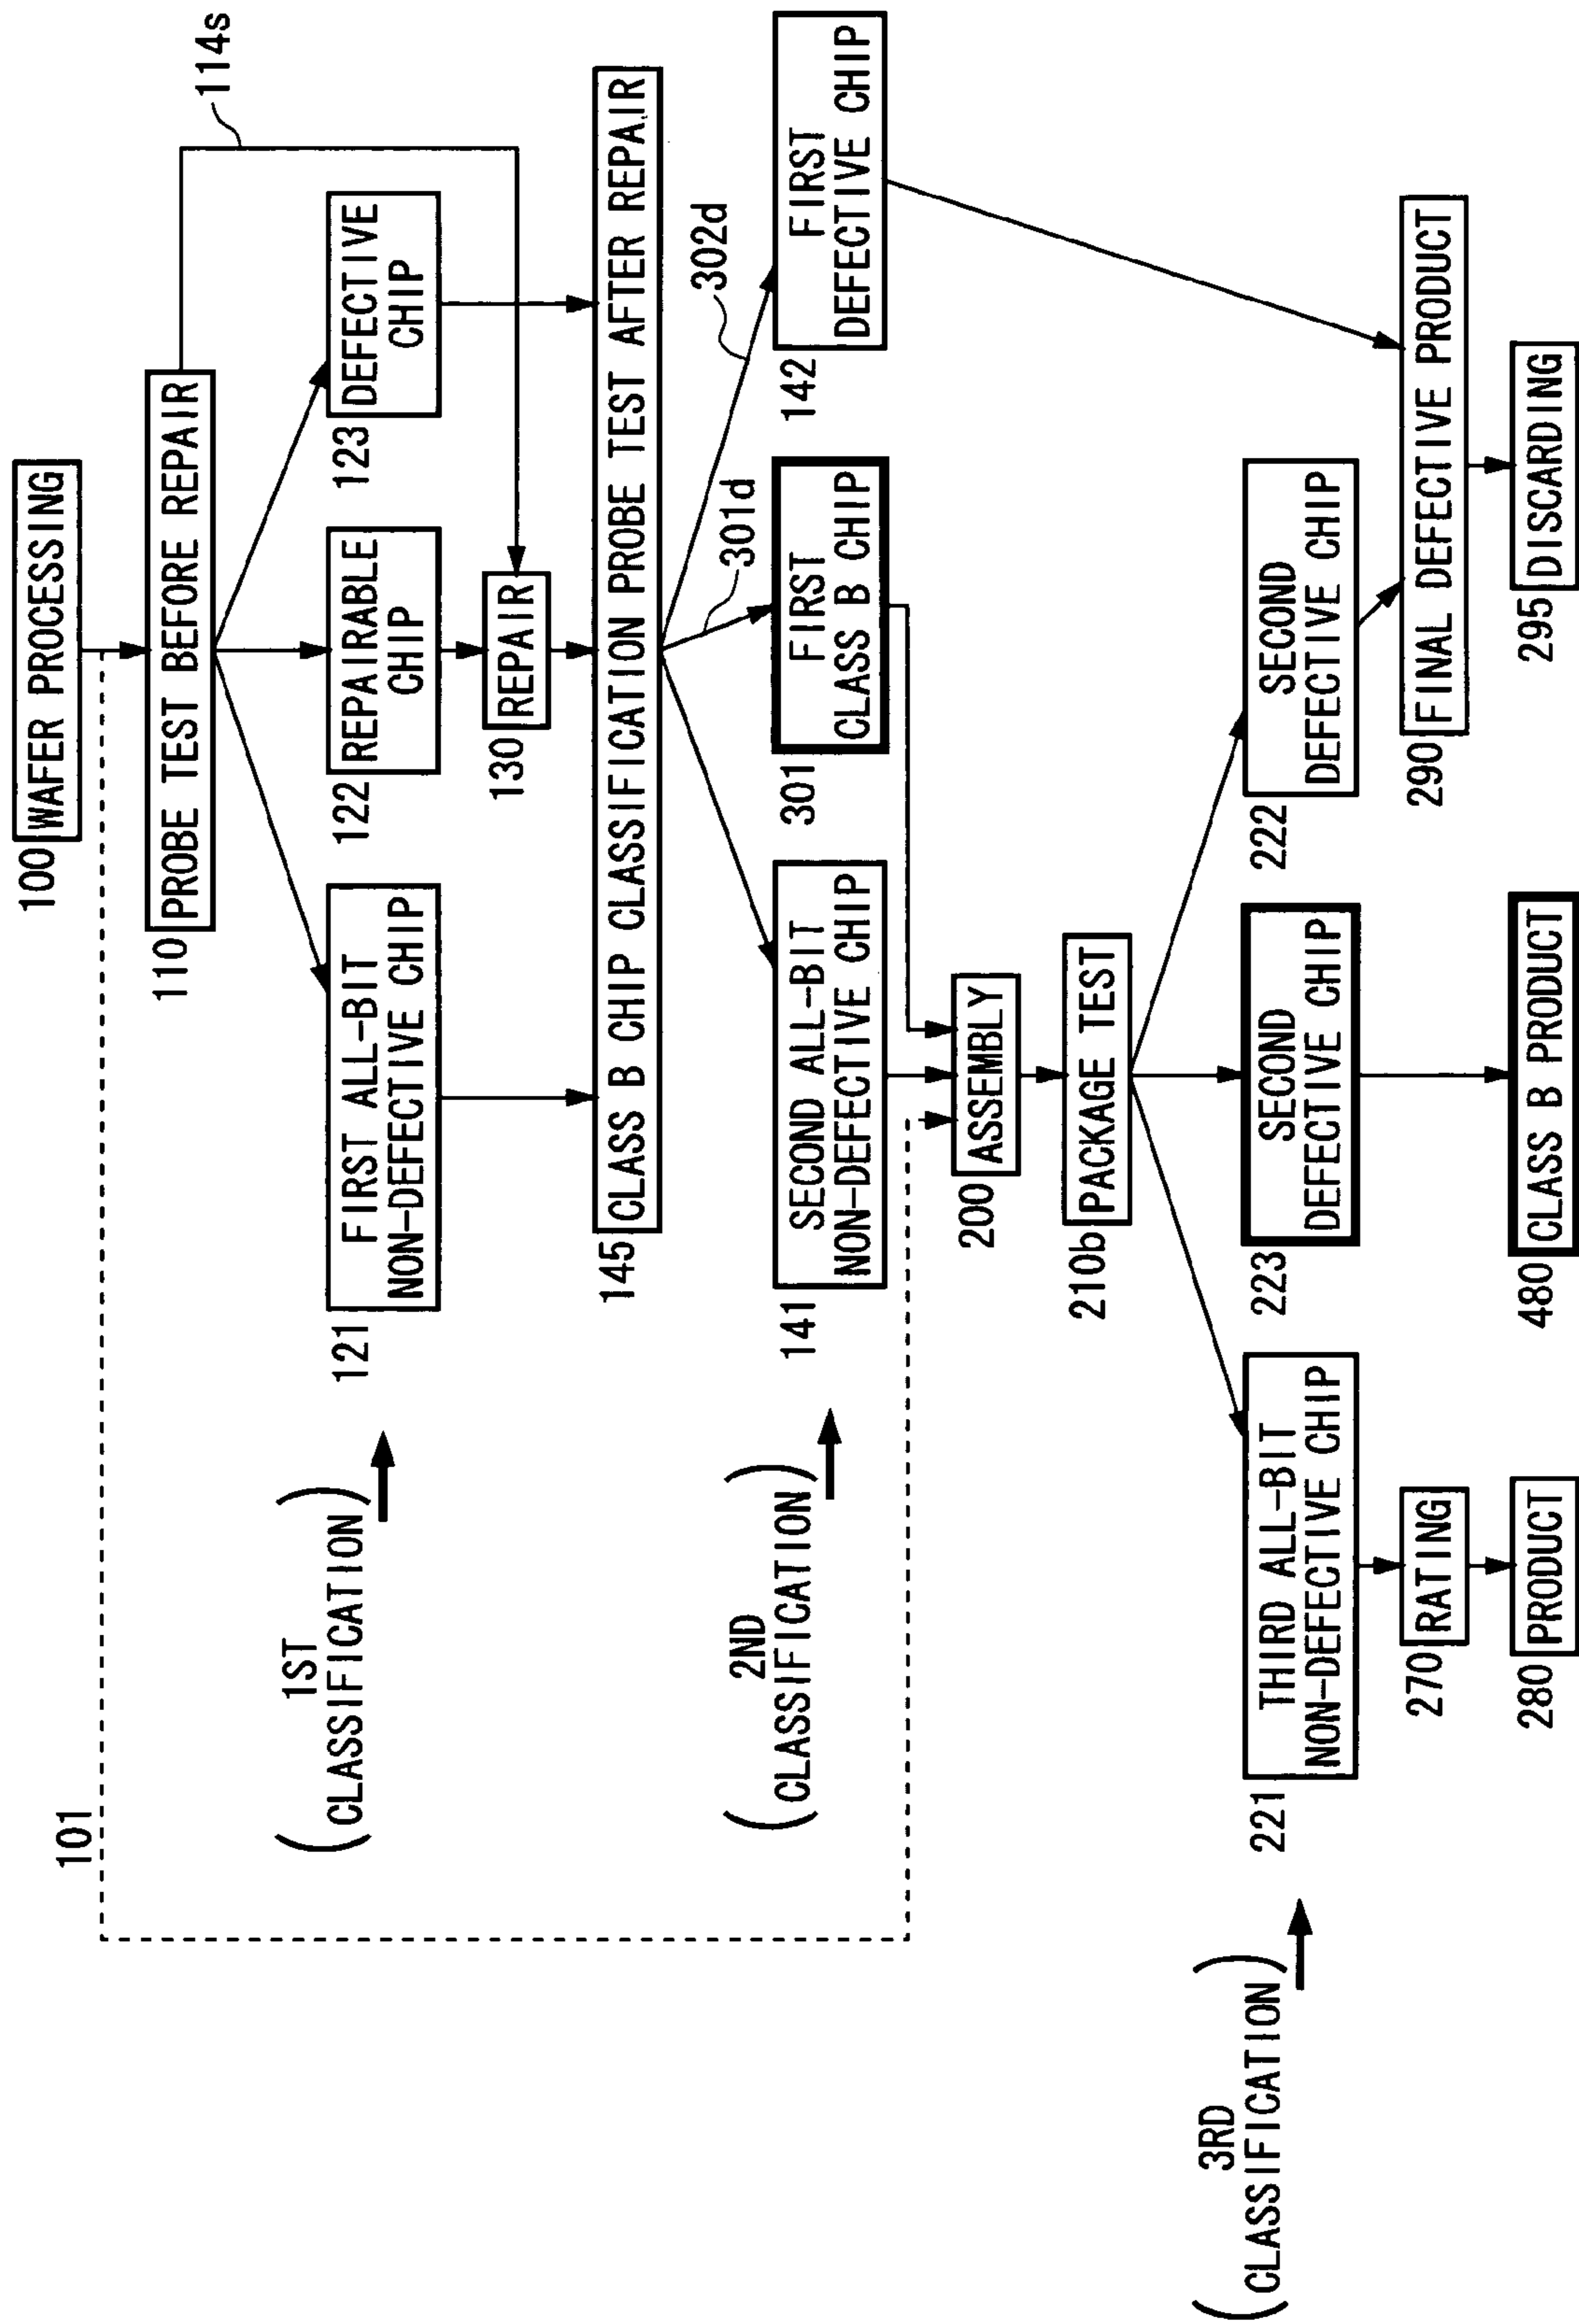 100 WAFER PROCESSING
101
110 PROBE TEST BEFORE REPAIR
114s
1ST
(CLASSIFICATION)
121 FIRST ALL-BIT
NON-DEFECTIVE CHIP
122 REPAIRABLE
CHIP
123 DEFECTIVE
CHIP
130 REPAIR
145 CLASS B CHIP CLASSIFICATION PROBE TEST AFTER REPAIR
301d
302d
2ND
(CLASSIFICATION)
141 SECOND ALL-BIT
NON-DEFECTIVE CHIP
301 FIRST
CLASS B CHIP
142 FIRST
DEFECTIVE CHIP
200 ASSEMBLY
210b PACKAGE TEST
3RD
(CLASSIFICATION)
221 THIRD ALL-BIT
NON-DEFECTIVE CHIP
223 SECOND
DEFECTIVE CHIP
222 SECOND
DEFECTIVE CHIP
270 RATING
290 FINAL DEFECTIVE PRODUCT
280 PRODUCT
480 CLASS B PRODUCT
295 DISCARDING